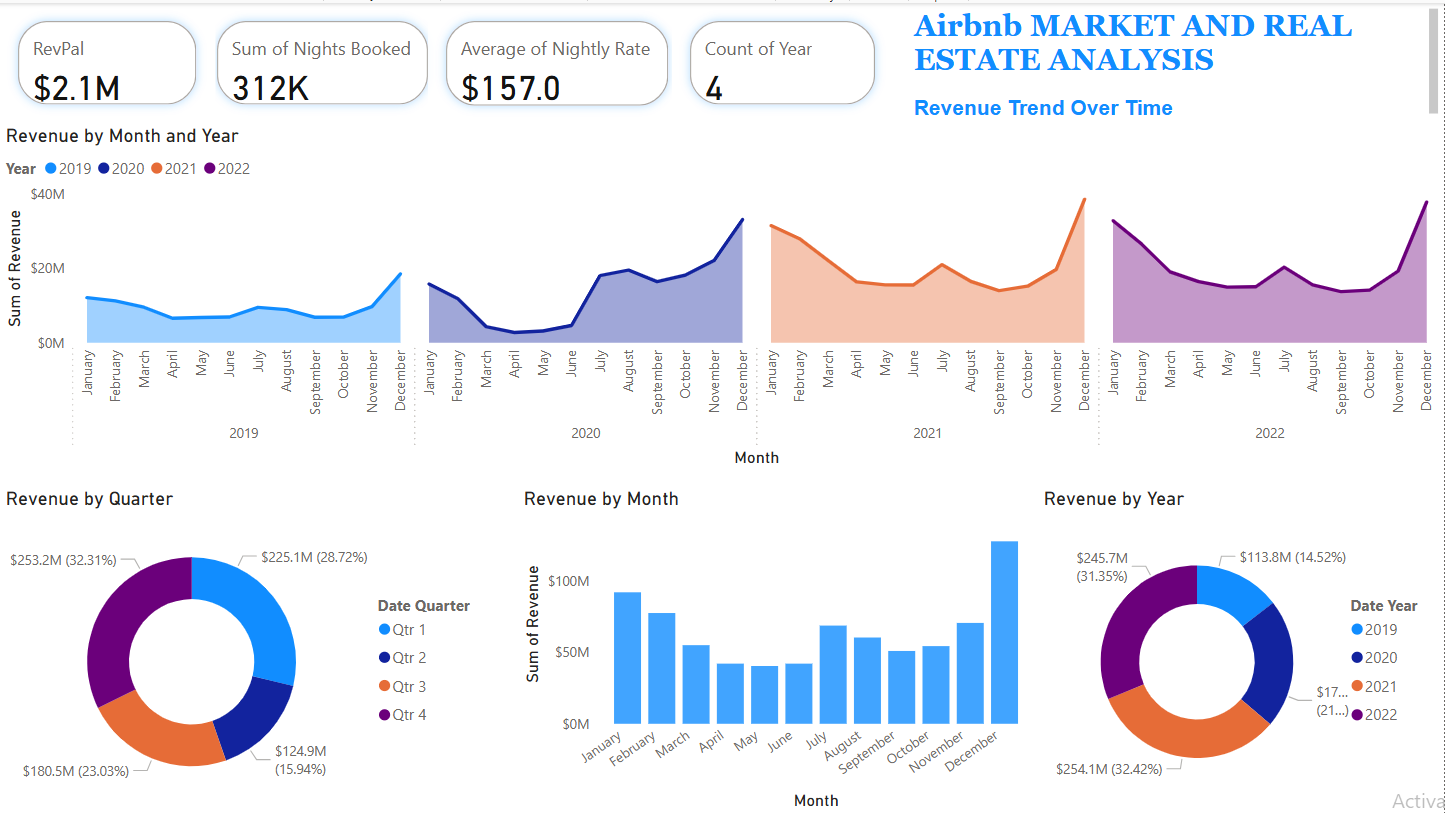 RevPal
$2.1M
Sum of Nights Booked
312K
Average of Nightly Rate
$157.0
Count of Year
4
Airbnb MARKET AND REAL
ESTATE ANALYSIS
Revenue Trend Over Time
Revenue by Month and Year
Year 2019 2020 2021 2022
Sum of Revenue
$40M
$20M
$0M
January February March April May June July August September October November December
January February March April May June July August September October November December
January February March April May June July August September October November December
January February March April May June July August September October November December
2019 2020 2021 2022
Month
Revenue by Quarter
$253.2M (32.31%)
$225.1M (28.72%)
$180.5M (23.03%)
$124.9M
(15.94%)
Date Quarter
Qtr 1
Qtr 2
Qtr 3
Qtr 4
Revenue by Month
Sum of Revenue
$100M
$50M
$0M
January February March April May June July August September October November December
Month
Revenue by Year
$245.7M
(31.35%)
$113.8M (14.52%)
$17...
(21...)
$254.1M (32.42%)
Date Year
2019
2020
2021
2022
Activa